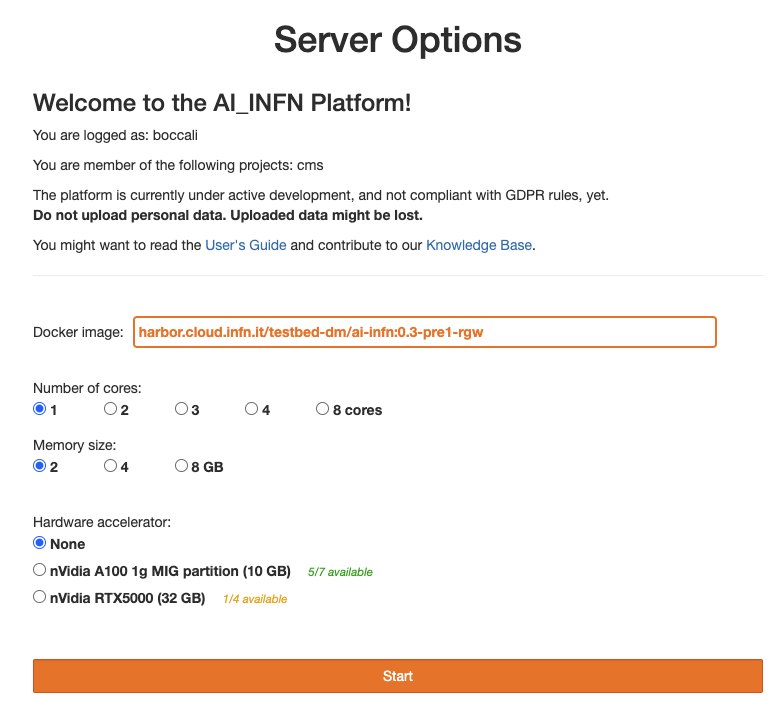 Server Options
Welcome to the AI_INFN Platform!
You are logged as: boccali
You are member of the following projects: cms
The platform is currently under active development, and not compliant with GDPR rules, yet.
Do not upload personal data. Uploaded data might be lost.
You might want to read the User's Guide and contribute to our Knowledge Base.
Docker image: harbor.cloud.infn.it/testbed-dm/ai-infn:0.3-pre1-rgw
Number of cores:
1 2 3 4 8 cores
Memory size:
2 4 8 GB
Hardware accelerator:
None
nVidia A100 1g MIG partition (10 GB) 5/7 available
nVidia RTX5000 (32 GB) 1/4 available
Start